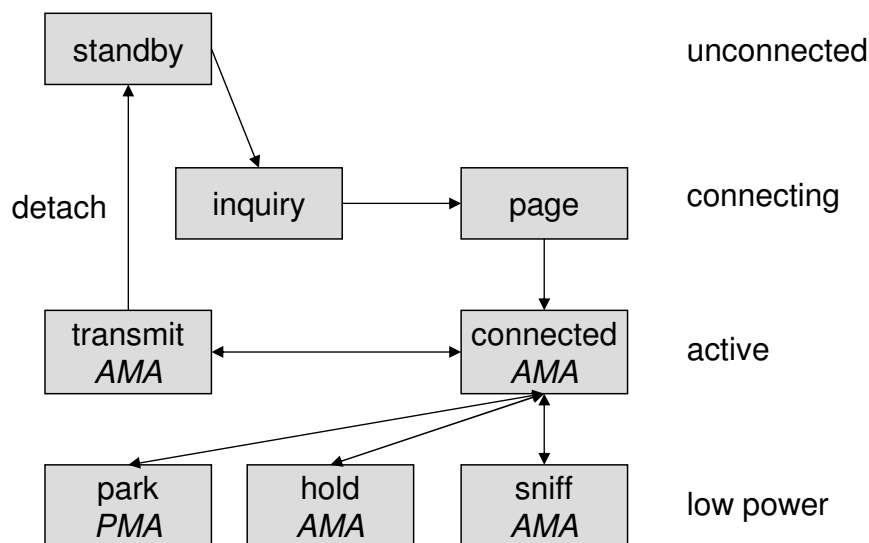 standby
unconnected
inquiry
page
connecting
detach
transmit
AMA
connected
AMA
active
park
PMA
hold
AMA
sniff
AMA
low power